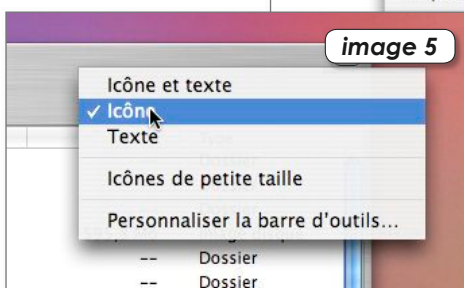 image 5
Icône et texte
✓ Icône
Texte
Icônes de petite taille
Personnaliser la barre d'outils...
-- Dossier
-- Dossier